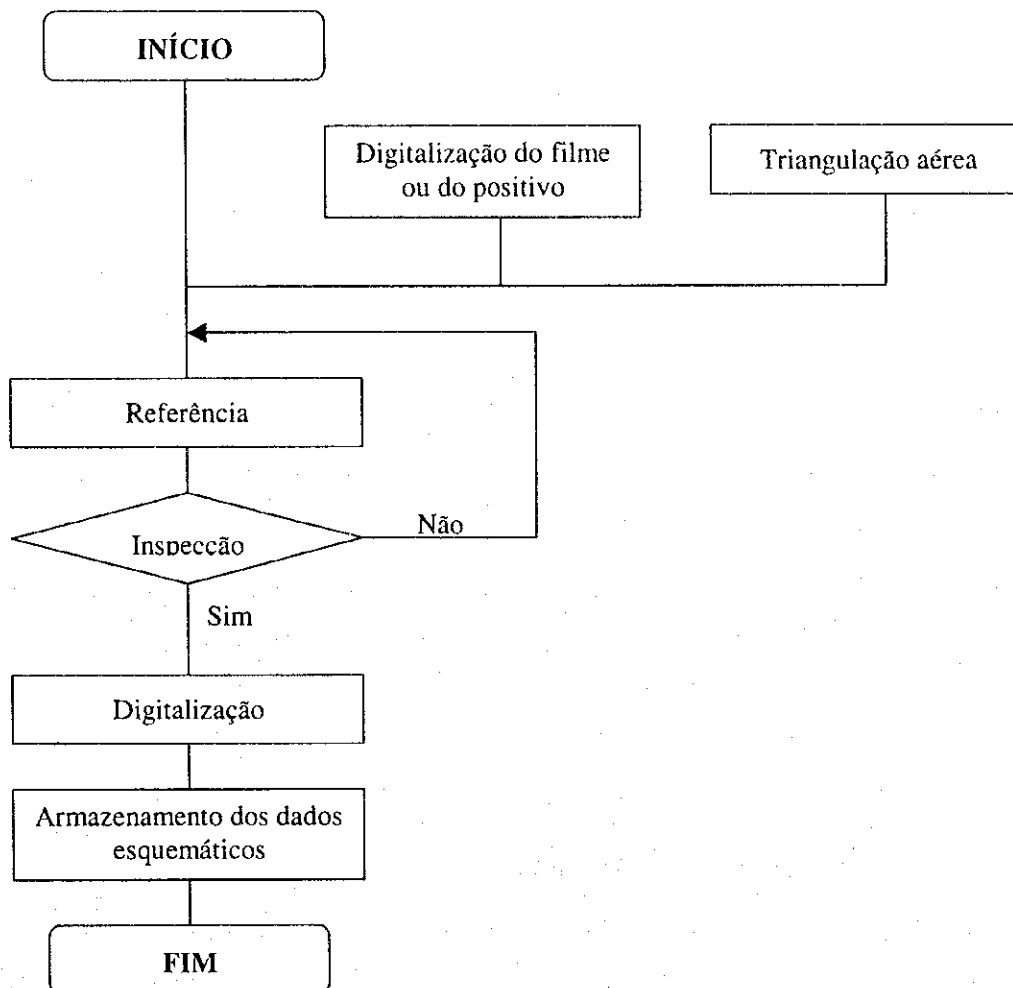 INÍCIO
Digitalização do filme
ou do positivo
Triangulação aérea
Referência
Não
Inspecção
Sim
Digitalização
Armazenamento dos dados
esquemáticos
FIM